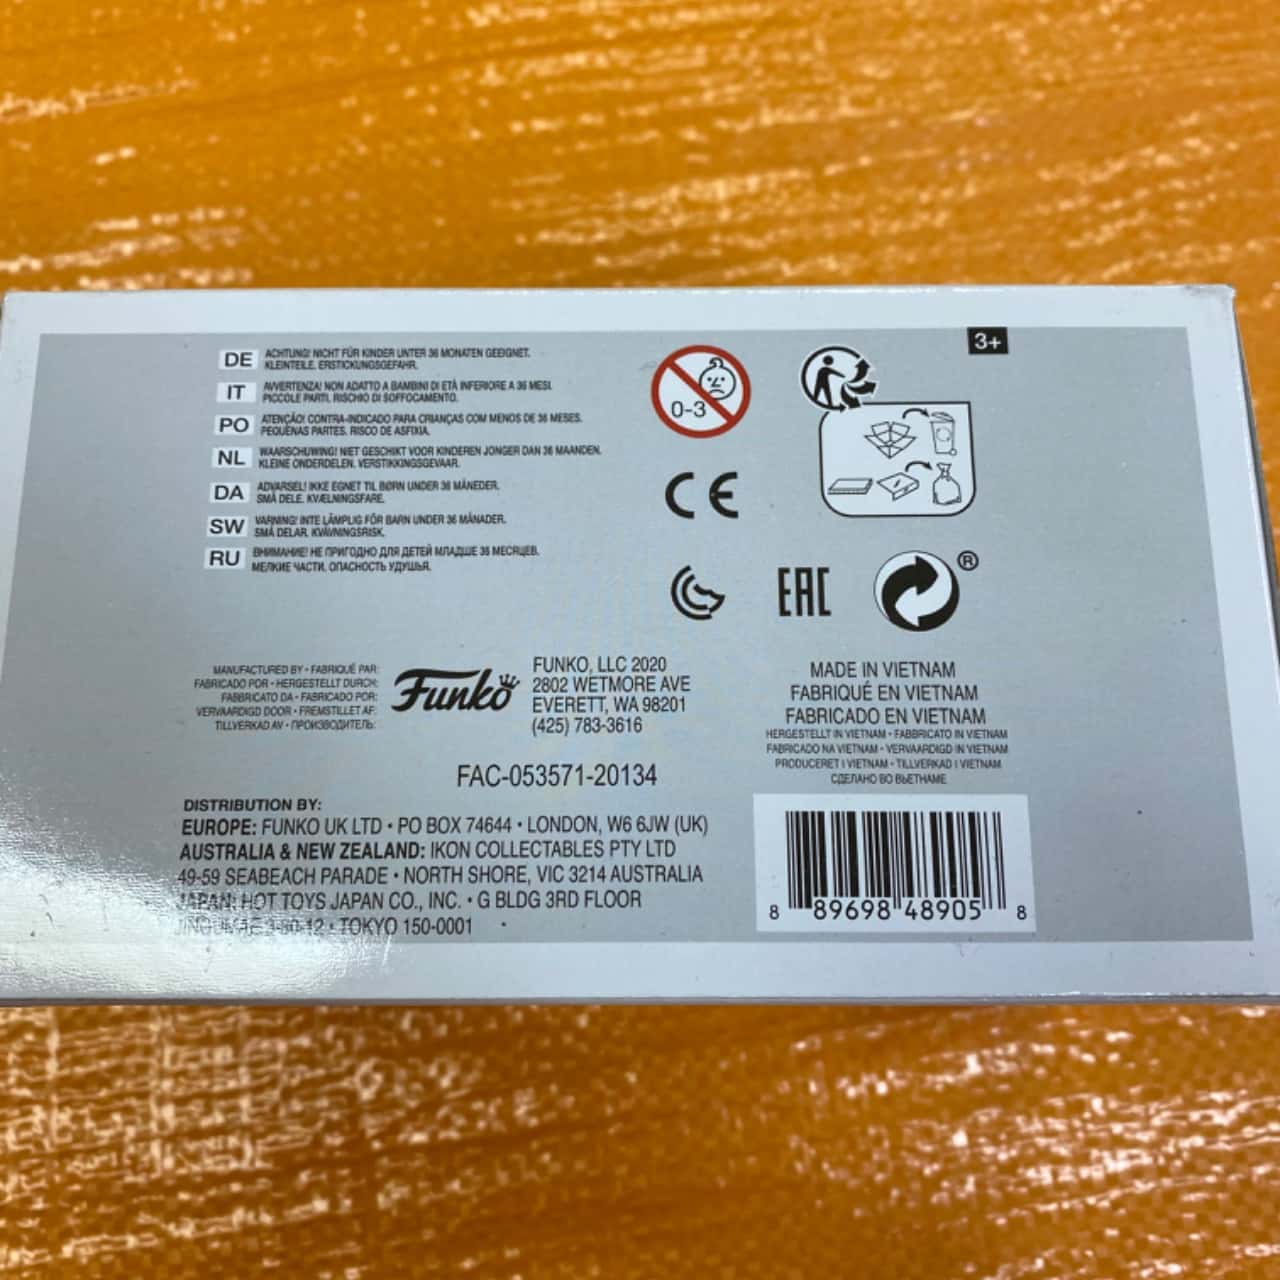 3+
DE ACHTUNG! NICHT FÜR KINDER UNTER 36 MONATEN GEEIGNET.
KLEINTEILE. ERSTICKUNGSGEFAHR.
IT AVVERTENZA! NON ADATTO A BAMBINI DI ETÀ INFERIORE A 36 MESI.
PICCOLE PARTI. RISCHIO DI SOFFOCAMENTO.
PO ATENÇÃO! CONTRA-INDICADO PARA CRIANÇAS COM MENOS DE 36 MESES.
PEQUENAS PARTES. RISCO DE ASFIXIA.
NL WAARSCHUWING! NIET GESCHIKT VOOR KINDEREN JONGER DAN 36 MAANDEN.
KLEINE ONDERDELEN. VERSTIKKINGSGEVAAR.
DA ADVARSEL! IKKE EGNET TIL BØRN UNDER 36 MÅNEDER.
SMÅ DELE. KVÆLNINGSFARE.
SW VARNING! INTE LÄMPLIG FÖR BARN UNDER 36 MÅNADER.
SMÅ DELAR. KVÄVNINGSRISK.
RU ВНИМАНИЕ! НЕ ПРИГОДНО ДЛЯ ДЕТЕЙ МЛАДШЕ 36 МЕСЯЦЕВ.
МЕЛКИЕ ЧАСТИ. ОПАСНОСТЬ УДУШЬЯ.
0-3
CE
EAC
®
MANUFACTURED BY • FABRIQUÉ PAR:
FABRICADO POR • HERGESTELLT DURCH:
FABBRICATO DA • FABRICADO POR:
VERVAARDIGD DOOR • FREMSTILLET AF:
TILLVERKAD AV • ПРОИЗВОДИТЕЛЬ:
Funko
FUNKO, LLC 2020
2802 WETMORE AVE
EVERETT, WA 98201
(425) 783-3616
FAC-053571-20134
MADE IN VIETNAM
FABRIQUÉ EN VIETNAM
FABRICADO EN VIETNAM
HERGESTELLT IN VIETNAM • FABBRICATO IN VIETNAM
FABRICADO NA VIETNAM • VERVAARDIGD IN VIETNAM
PRODUCERET I VIETNAM • TILLVERKAD I VIETNAM
СДЕЛАНО ВО ВЬЕТНАМЕ
DISTRIBUTION BY:
EUROPE: FUNKO UK LTD • PO BOX 74644 • LONDON, W6 6JW (UK)
AUSTRALIA & NEW ZEALAND: IKON COLLECTABLES PTY LTD
49-59 SEABEACH PARADE • NORTH SHORE, VIC 3214 AUSTRALIA
JAPAN: HOT TOYS JAPAN CO., INC. • G BLDG 3RD FLOOR
TOKYO 150-0001
8 89698 48905 8